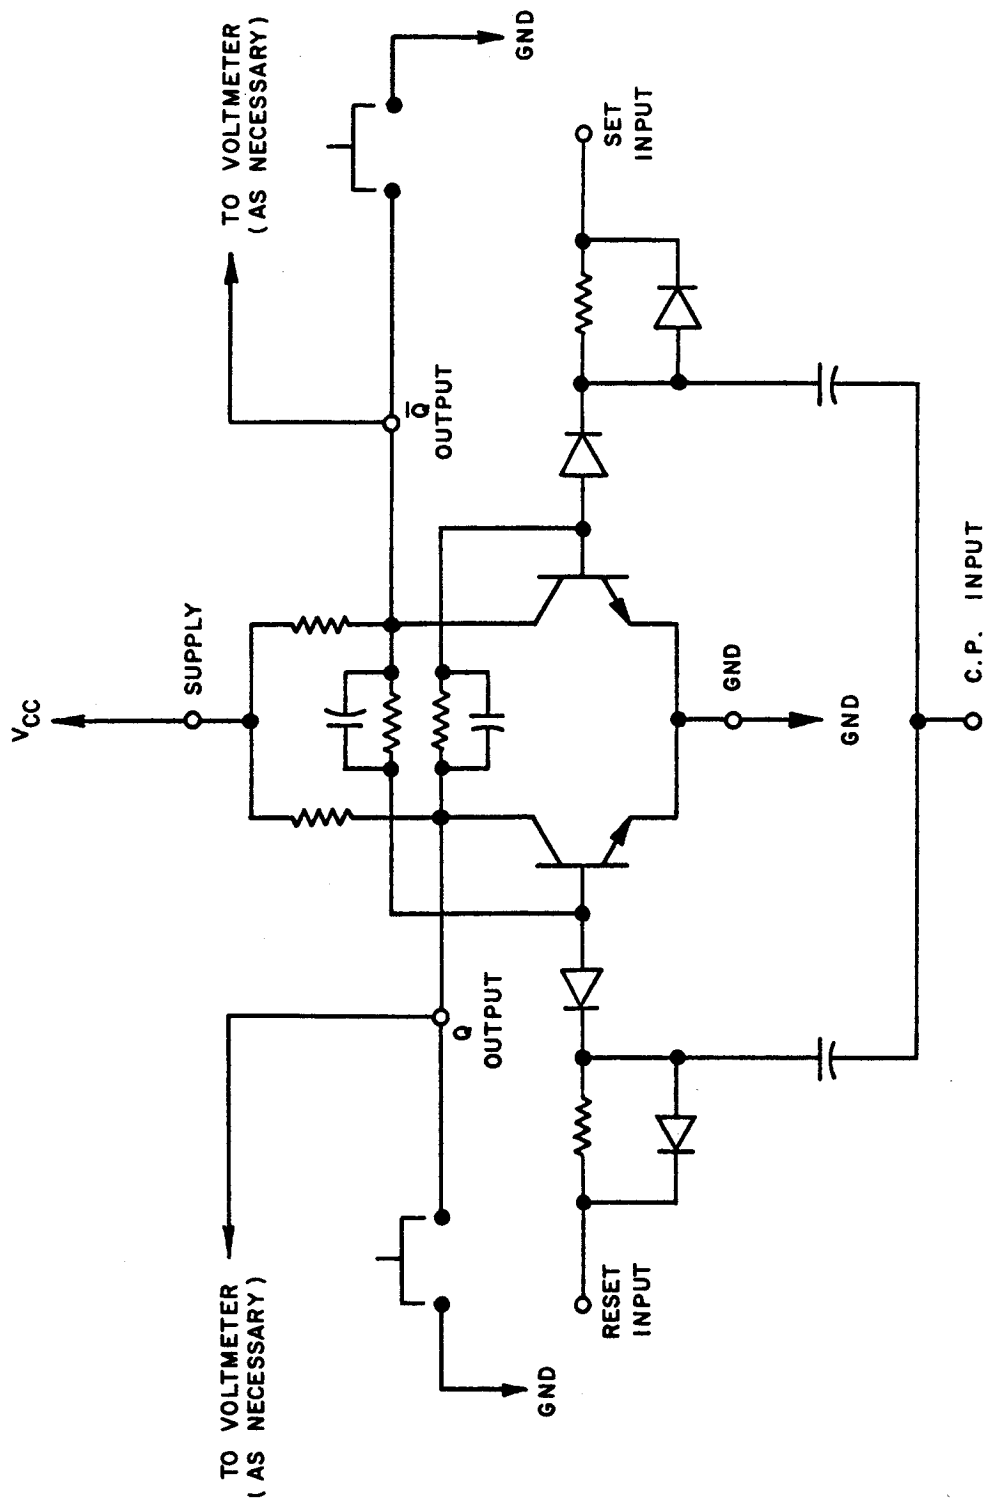 VCC
SUPPLY
TO VOLTMETER
(AS NECESSARY)
TO VOLTMETER
(AS NECESSARY)
GND
GND
Q
OUTPUT
Q̅
OUTPUT
RESET
INPUT
SET
INPUT
GND
GND
C.P. INPUT